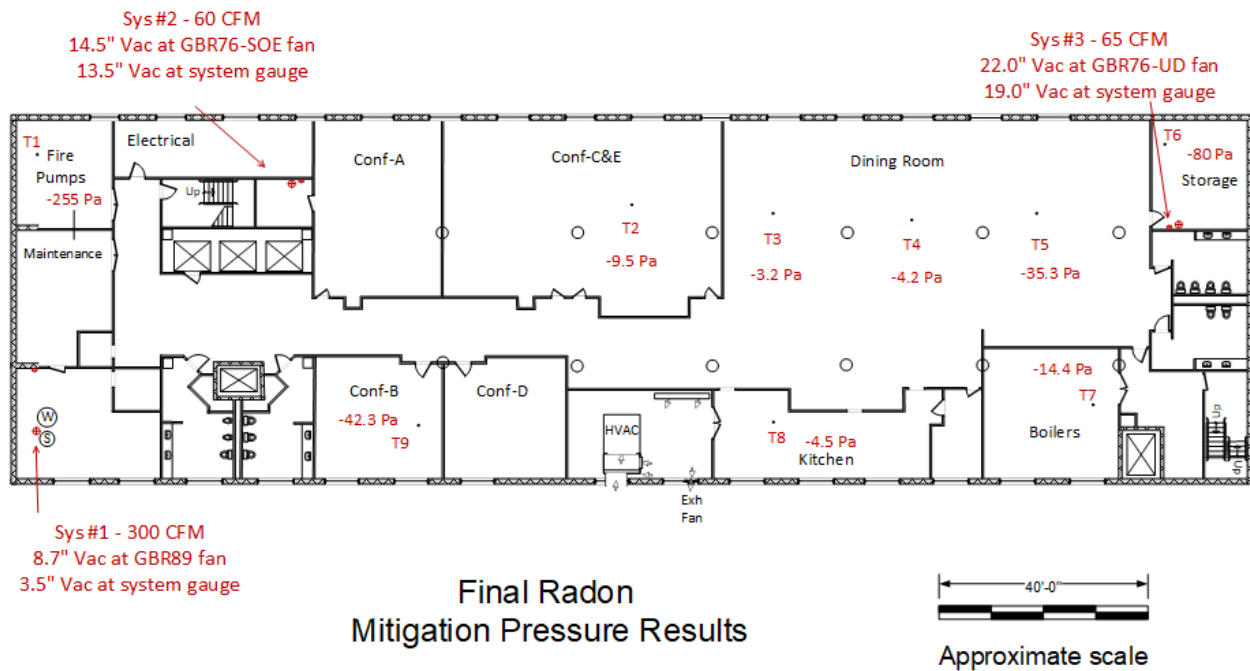 Sys #2 - 60 CFM
14.5" Vac at GBR76-SOE fan
13.5" Vac at system gauge
Sys #3 - 65 CFM
22.0" Vac at GBR76-UD fan
19.0" Vac at system gauge
T1
Fire
Pumps
-255 Pa
Electrical
Up
Conf-A
Conf-C&E
Dining Room
T6
-80 Pa
Storage
Maintenance
T2
-9.5 Pa
T3
-3.2 Pa
T4
-4.2 Pa
T5
-35.3 Pa
Conf-B
-42.3 Pa
T9
Conf-D
HVAC
T8
-4.5 Pa
Kitchen
-14.4 Pa
T7
Boilers
Up
Up
W
S
Exh
Fan
Sys #1 - 300 CFM
8.7" Vac at GBR89 fan
3.5" Vac at system gauge
Final Radon
Mitigation Pressure Results
40'-0"
Approximate scale